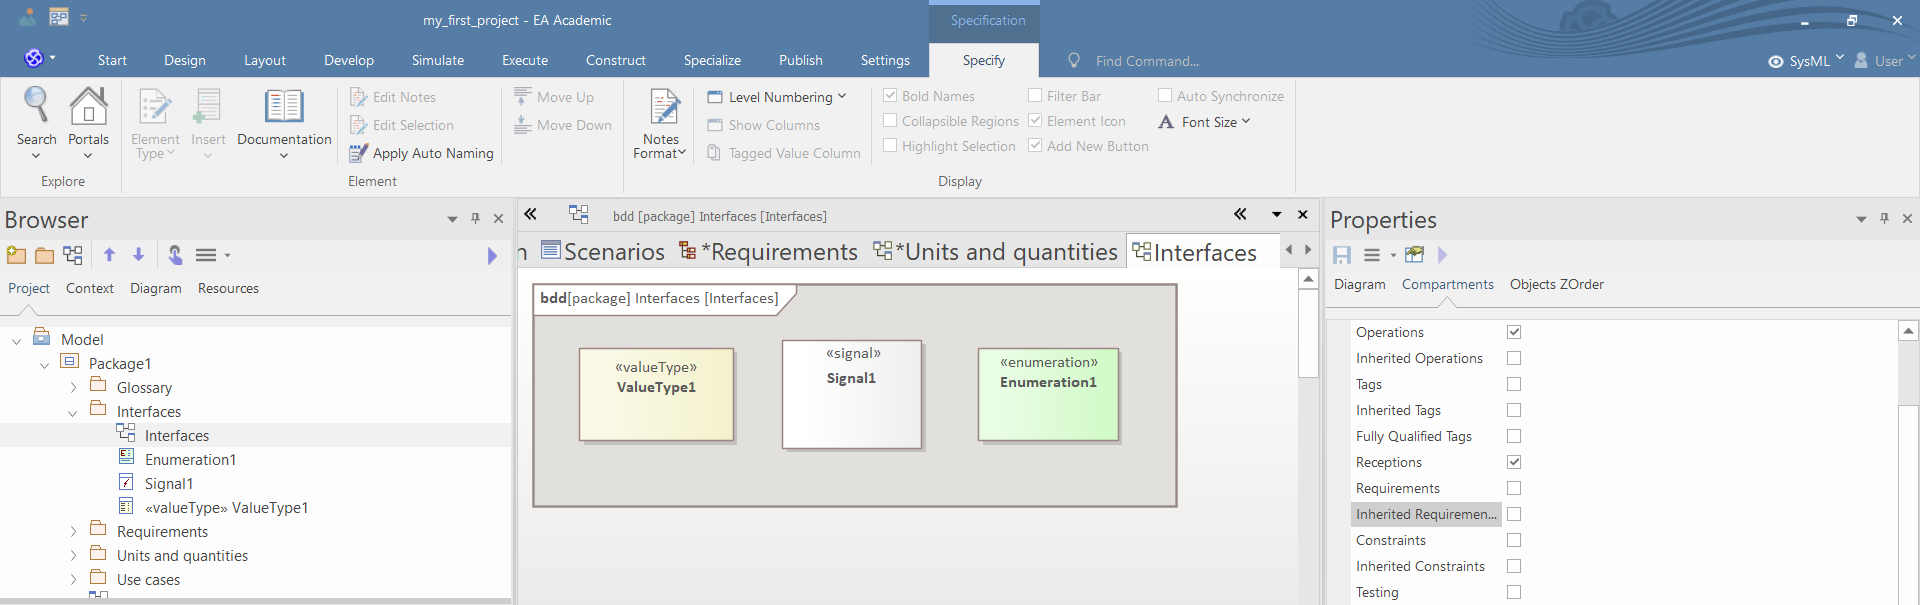 my_first_project - EA Academic
Specification
Start
Design
Layout
Develop
Simulate
Execute
Construct
Specialize
Publish
Settings
Specify
Find Command...
SysML
User
Search
Portals
Explore
Element
Type
Insert
Documentation
Edit Notes
Edit Selection
Apply Auto Naming
Move Up
Move Down
Element
Notes
Format
Level Numbering
Show Columns
Tagged Value Column
Bold Names
Collapsible Regions
Highlight Selection
Filter Bar
Element Icon
Add New Button
Auto Synchronize
Font Size
Display
Browser
Project
Context
Diagram
Resources
Model
Package1
Glossary
Interfaces
Interfaces
Enumeration1
Signal1
«valueType» ValueType1
Requirements
Units and quantities
Use cases
bdd [package] Interfaces [Interfaces]
Scenarios
*Requirements
*Units and quantities
Interfaces
bdd[package] Interfaces [Interfaces]
«valueType»
ValueType1
«signal»
Signal1
«enumeration»
Enumeration1
Properties
Diagram
Compartments
Objects ZOrder
Operations
Inherited Operations
Tags
Inherited Tags
Fully Qualified Tags
Receptions
Requirements
Inherited Requiremen...
Constraints
Inherited Constraints
Testing